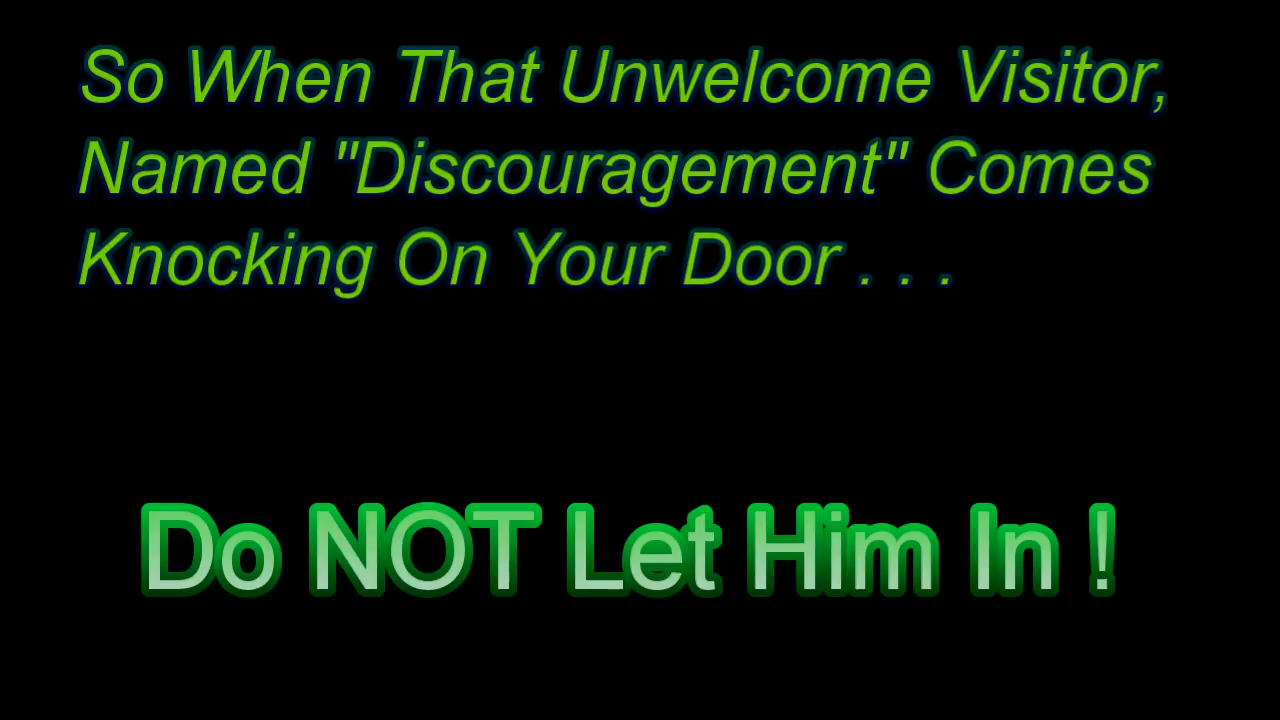 So When That Unwelcome Visitor,
Named "Discouragement" Comes
Knocking On Your Door . . .
Do NOT Let Him In !